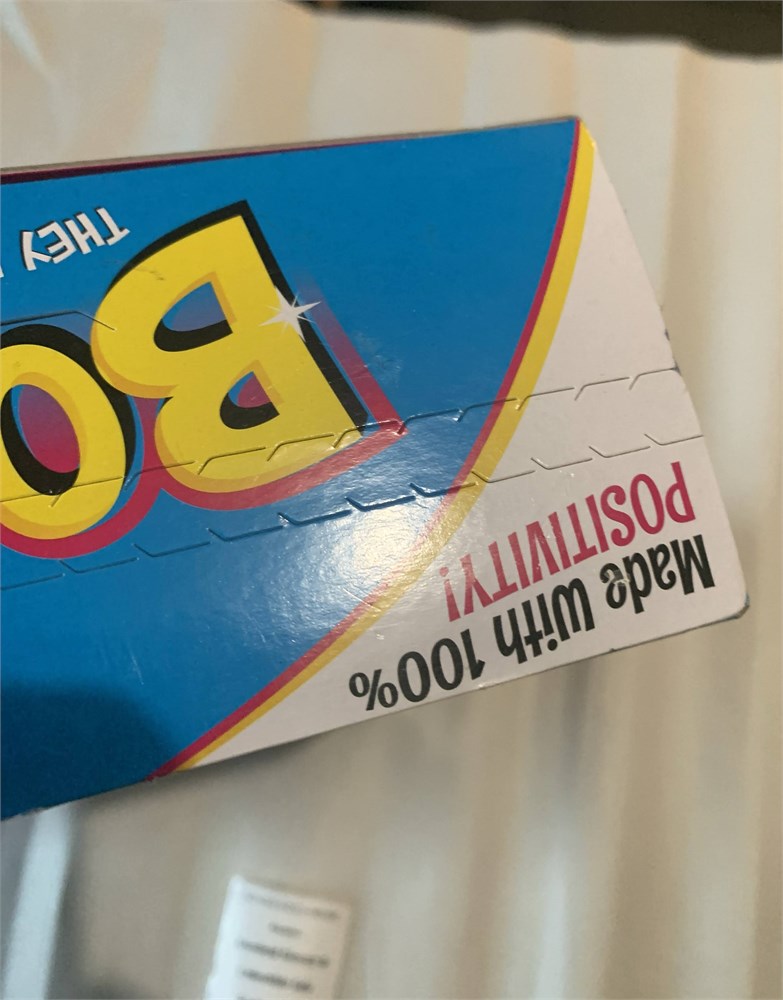 Made with 100%
POSITIVITY!
BO
THEY